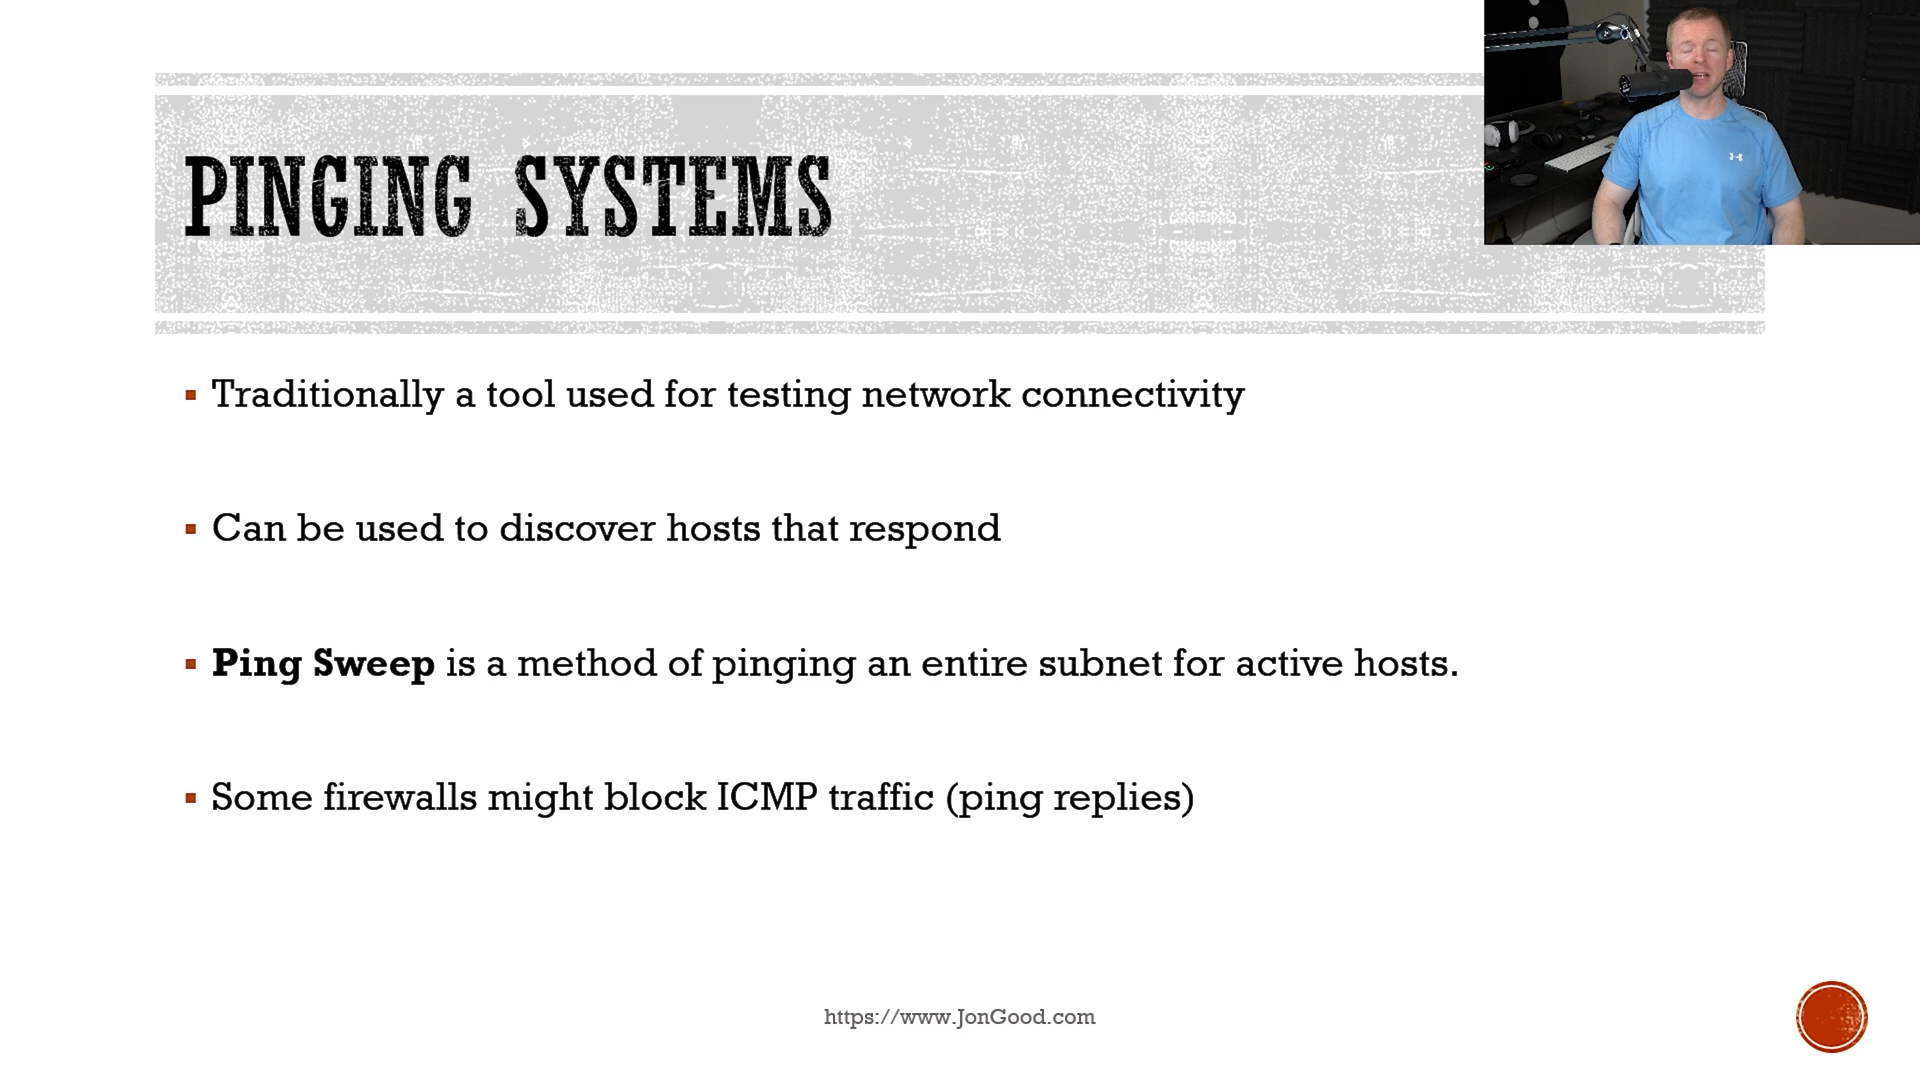 PINGING SYSTEMS
Traditionally a tool used for testing network connectivity
Can be used to discover hosts that respond
Ping Sweep is a method of pinging an entire subnet for active hosts.
Some firewalls might block ICMP traffic (ping replies)
https://www.JonGood.com